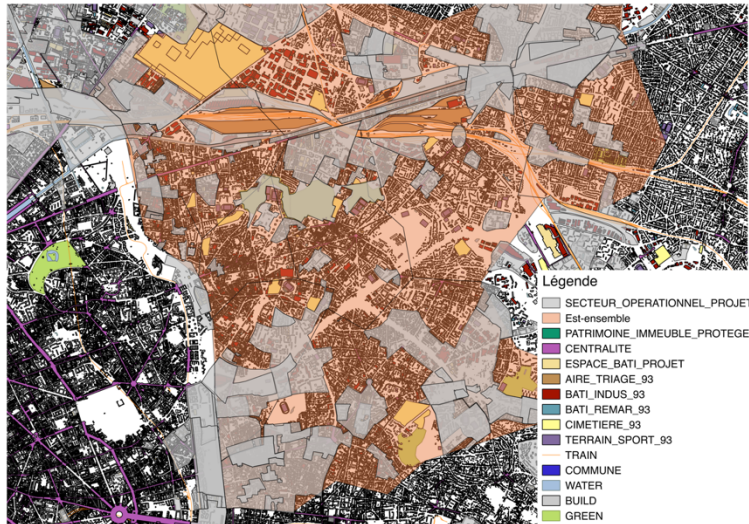 Légende
SECTEUR_OPERATIONNEL_PROJET
Est-ensemble
PATRIMOINE_IMMEUBLE_PROTEGE
CENTRALITE
ESPACE_BATI_PROJET
AIRE_TRIAGE_93
BATI_INDUS_93
BATI_REMAR_93
CIMETIERE_93
TERRAIN_SPORT_93
TRAIN
COMMUNE
WATER
BUILD
GREEN